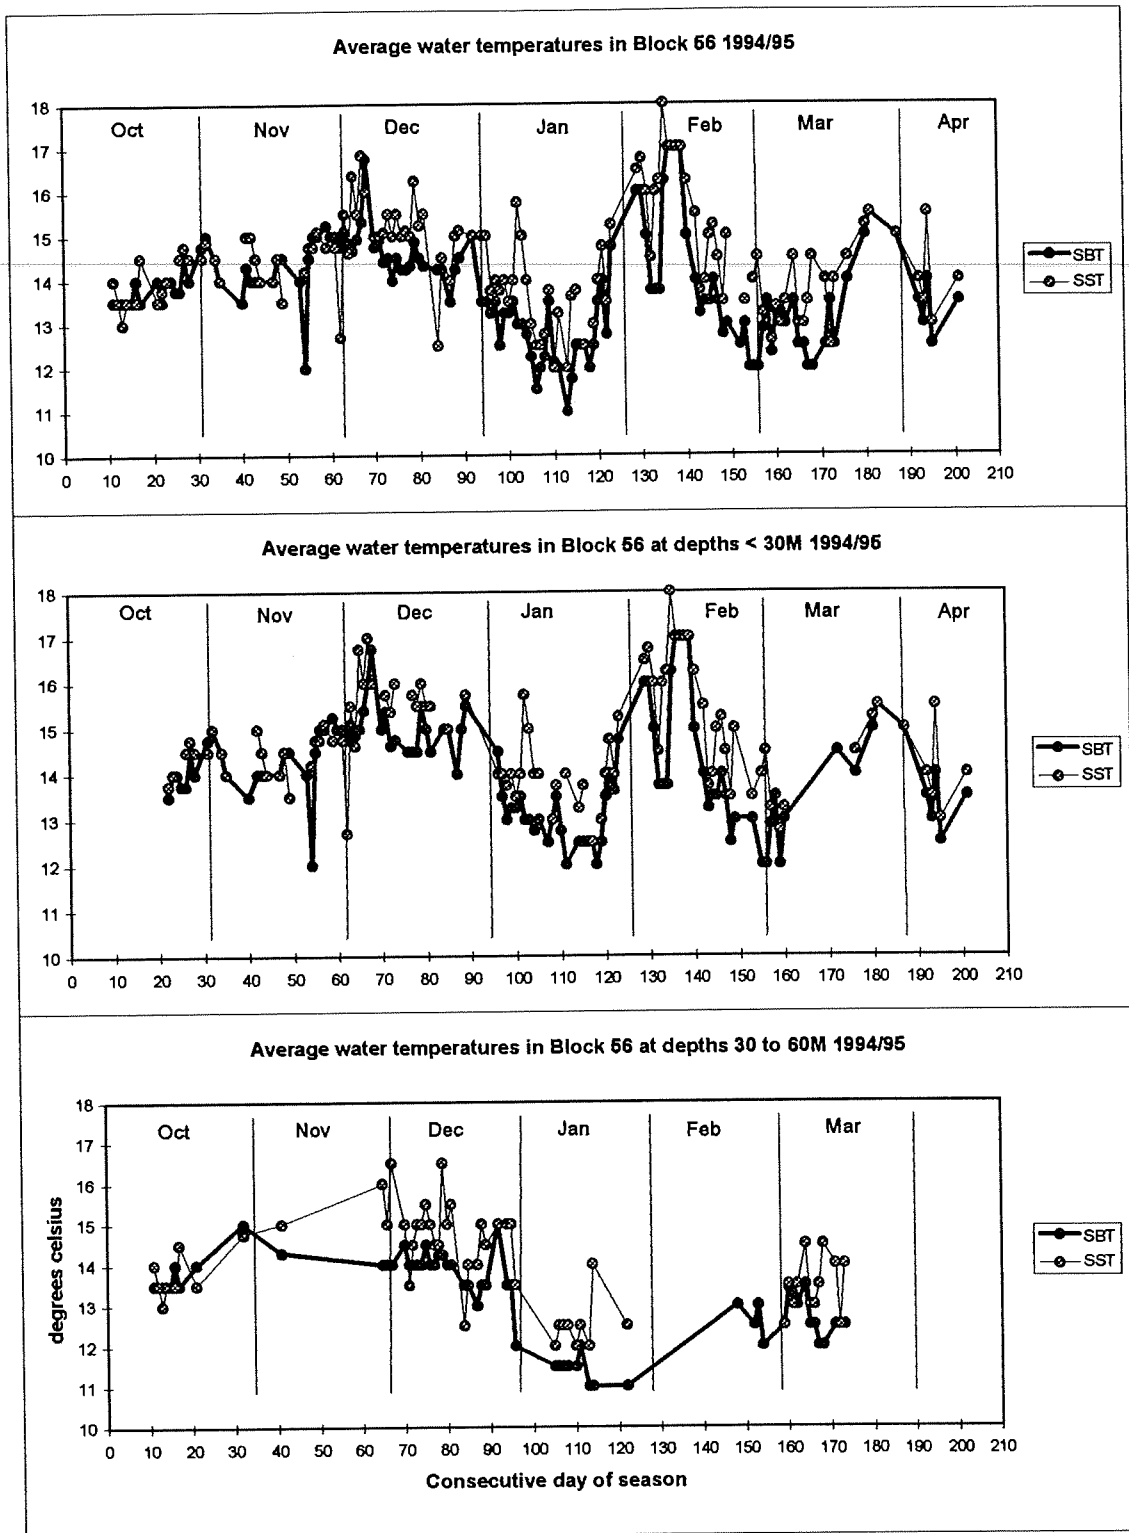 Average water temperatures in Block 56 1994/95
18
17
16
15
14
13
12
11
10
Oct
Nov
Dec
Jan
Feb
Mar
Apr
SBT
SST
0 10 20 30 40 50 60 70 80 90 100 110 120 130 140 150 160 170 180 190 200 210
Average water temperatures in Block 56 at depths < 30M 1994/95
18
17
16
15
14
13
12
11
10
Oct
Nov
Dec
Jan
Feb
Mar
Apr
SBT
SST
0 10 20 30 40 50 60 70 80 90 100 110 120 130 140 150 160 170 180 190 200 210
Average water temperatures in Block 56 at depths 30 to 60M 1994/95
degrees celsius
18
17
16
15
14
13
12
11
10
Oct
Nov
Dec
Jan
Feb
Mar
SBT
SST
0 10 20 30 40 50 60 70 80 90 100 110 120 130 140 150 160 170 180 190 200 210
Consecutive day of season